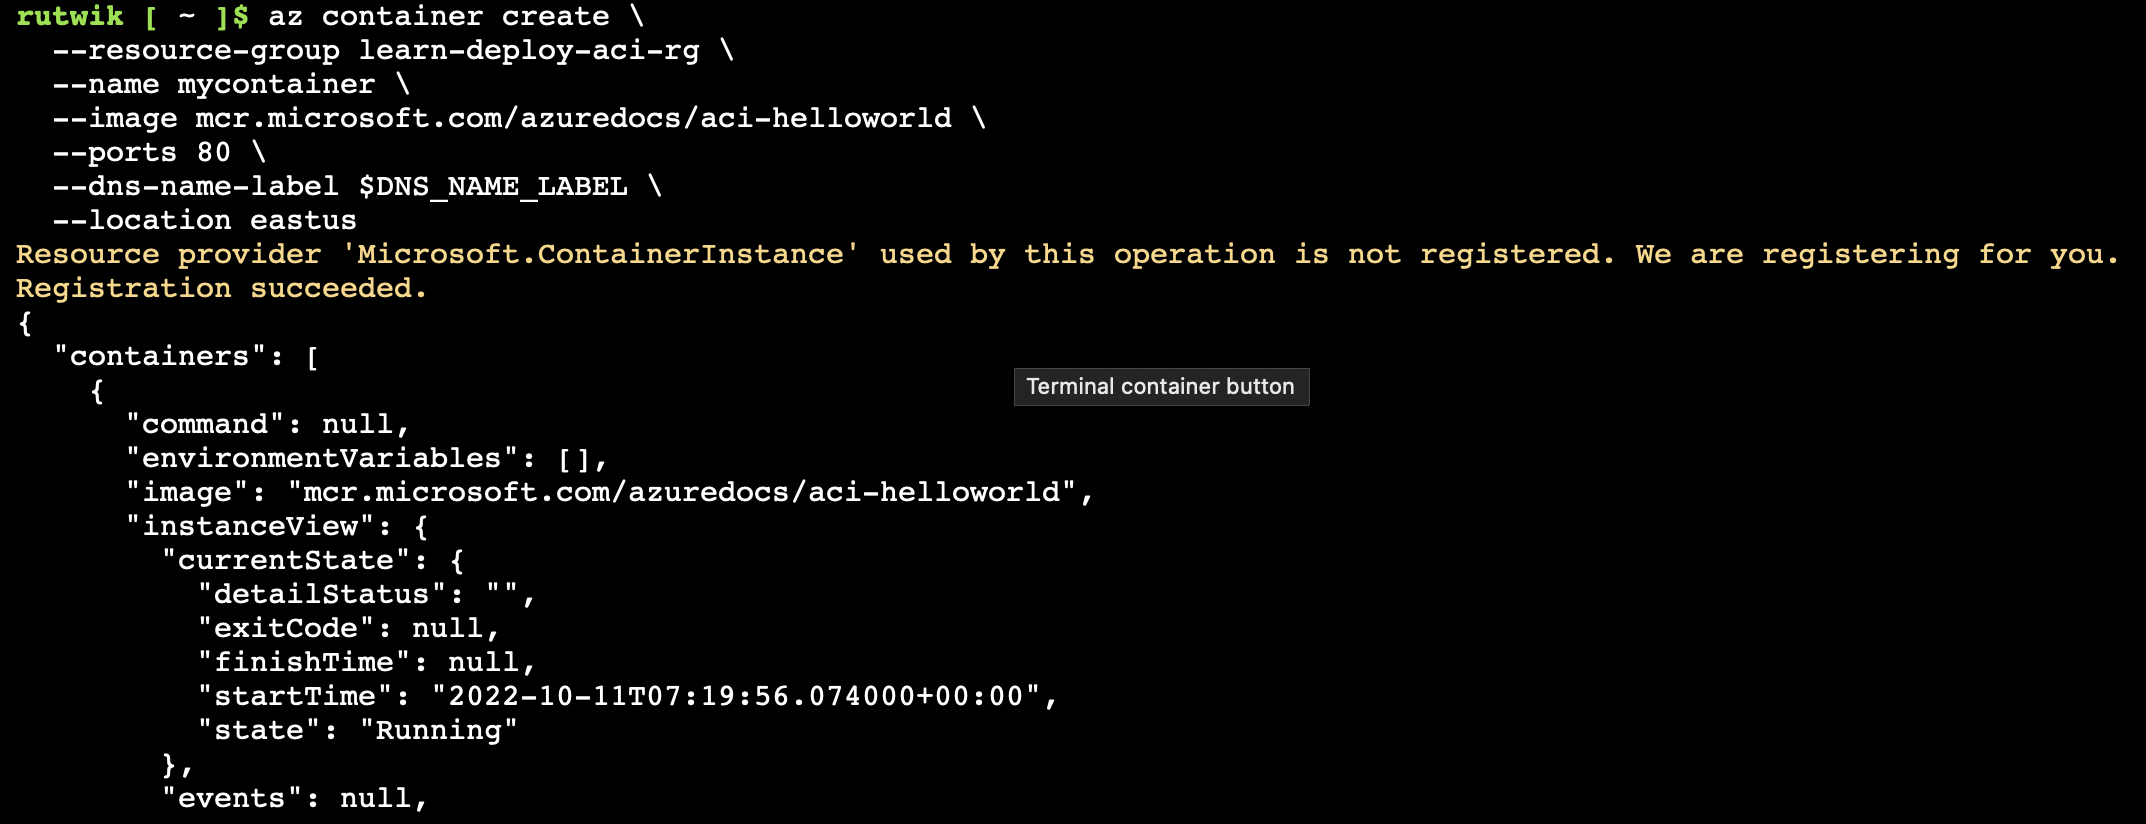 rutwik [ ~ ]$ az container create \
  --resource-group learn-deploy-aci-rg \
  --name mycontainer \
  --image mcr.microsoft.com/azuredocs/aci-helloworld \
  --ports 80 \
  --dns-name-label $DNS_NAME_LABEL \
  --location eastus
Resource provider 'Microsoft.ContainerInstance' used by this operation is not registered. We are registering for you.
Registration succeeded.
{
  "containers": [
    {
Terminal container button
      "command": null,
      "environmentVariables": [],
      "image": "mcr.microsoft.com/azuredocs/aci-helloworld",
      "instanceView": {
        "currentState": {
          "detailStatus": "",
          "exitCode": null,
          "finishTime": null,
          "startTime": "2022-10-11T07:19:56.074000+00:00",
          "state": "Running"
        },
        "events": null,